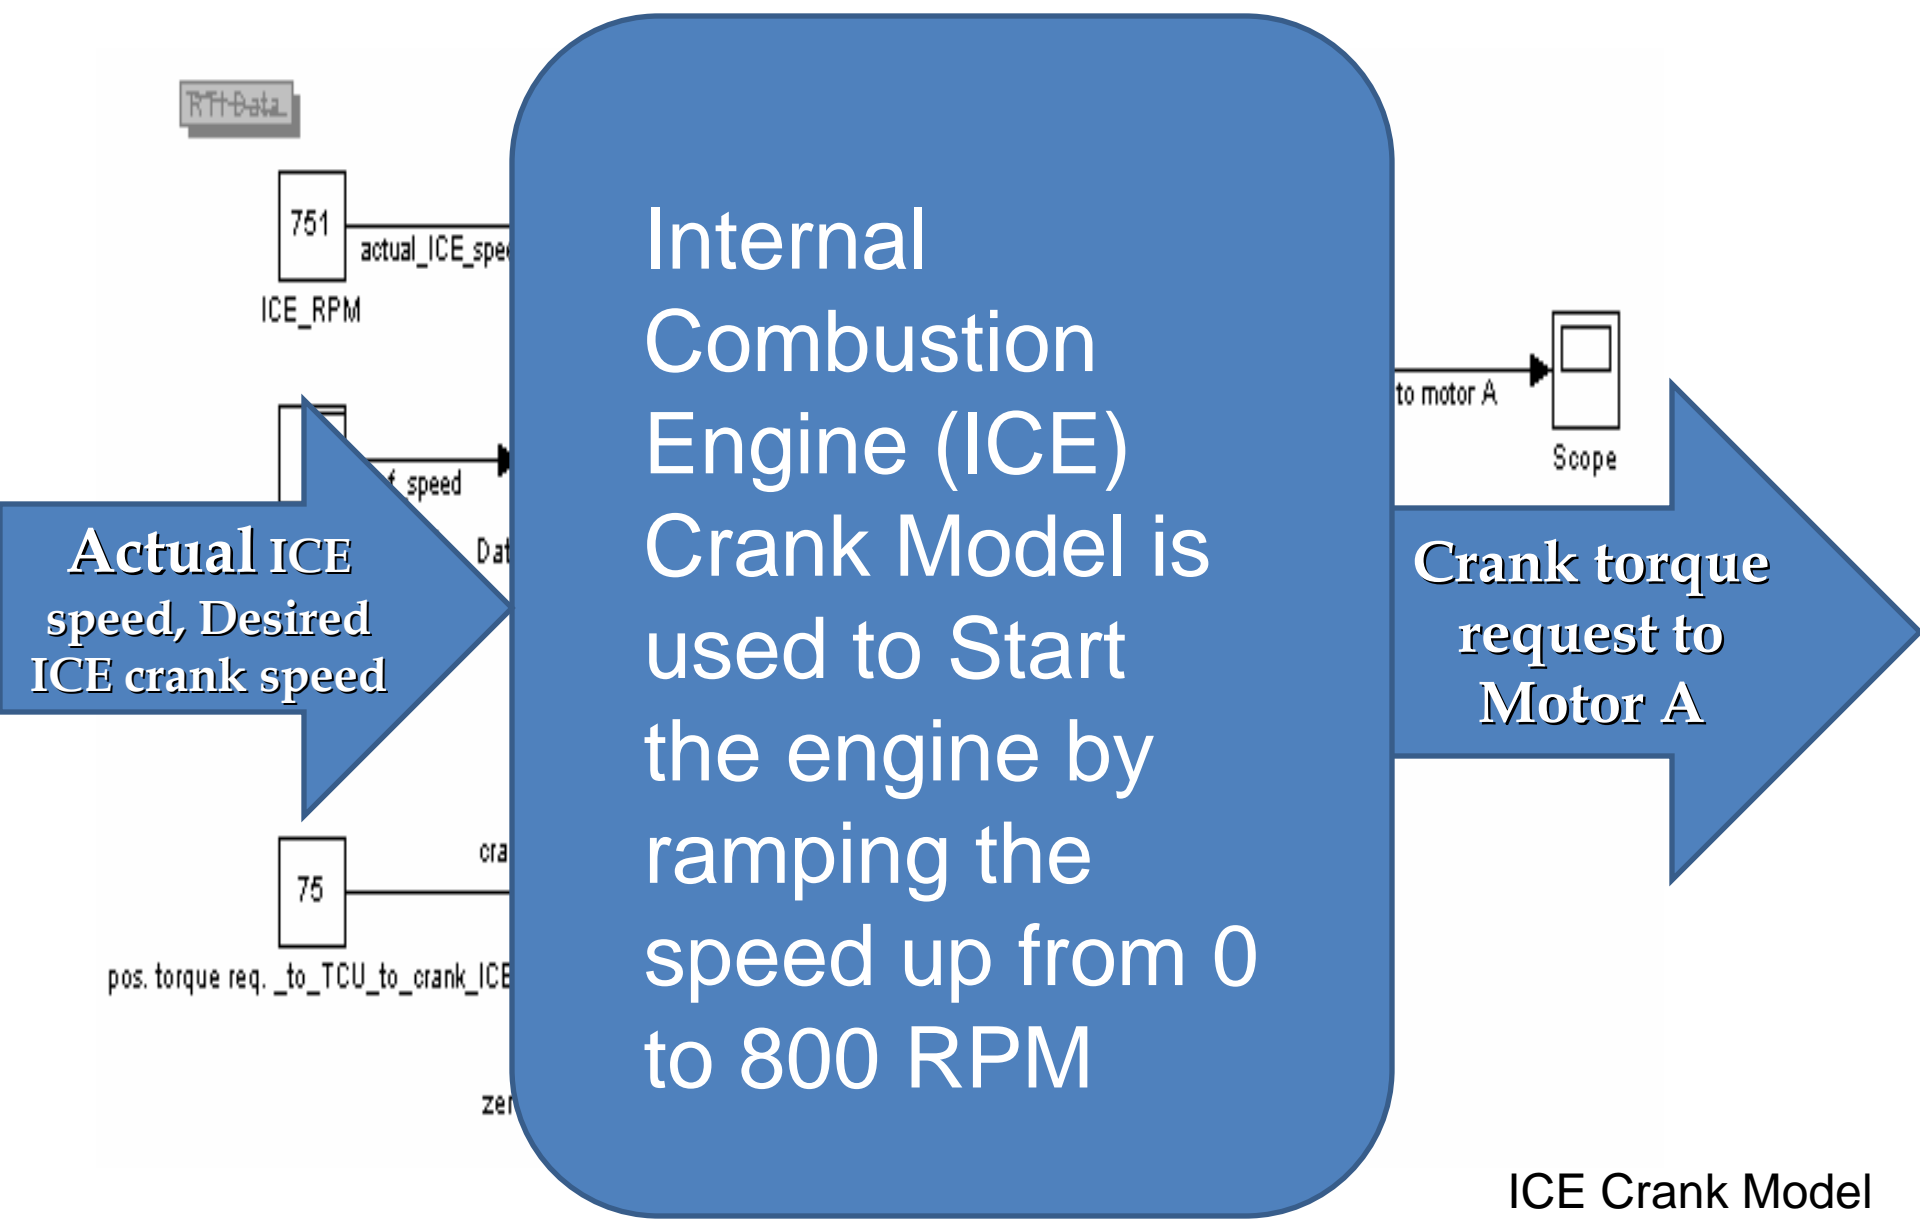 RTI Data
751
actual_ICE_spee
ICE_RPM
speed
Dat
Actual ICE
speed, Desired
ICE crank speed
75
cra
pos. torque req. _to_TCU_to_crank_ICE
zer
Internal
Combustion
Engine (ICE)
Crank Model is
used to Start
the engine by
ramping the
speed up from 0
to 800 RPM
to motor A
Scope
Crank torque
request to
Motor A
ICE Crank Model